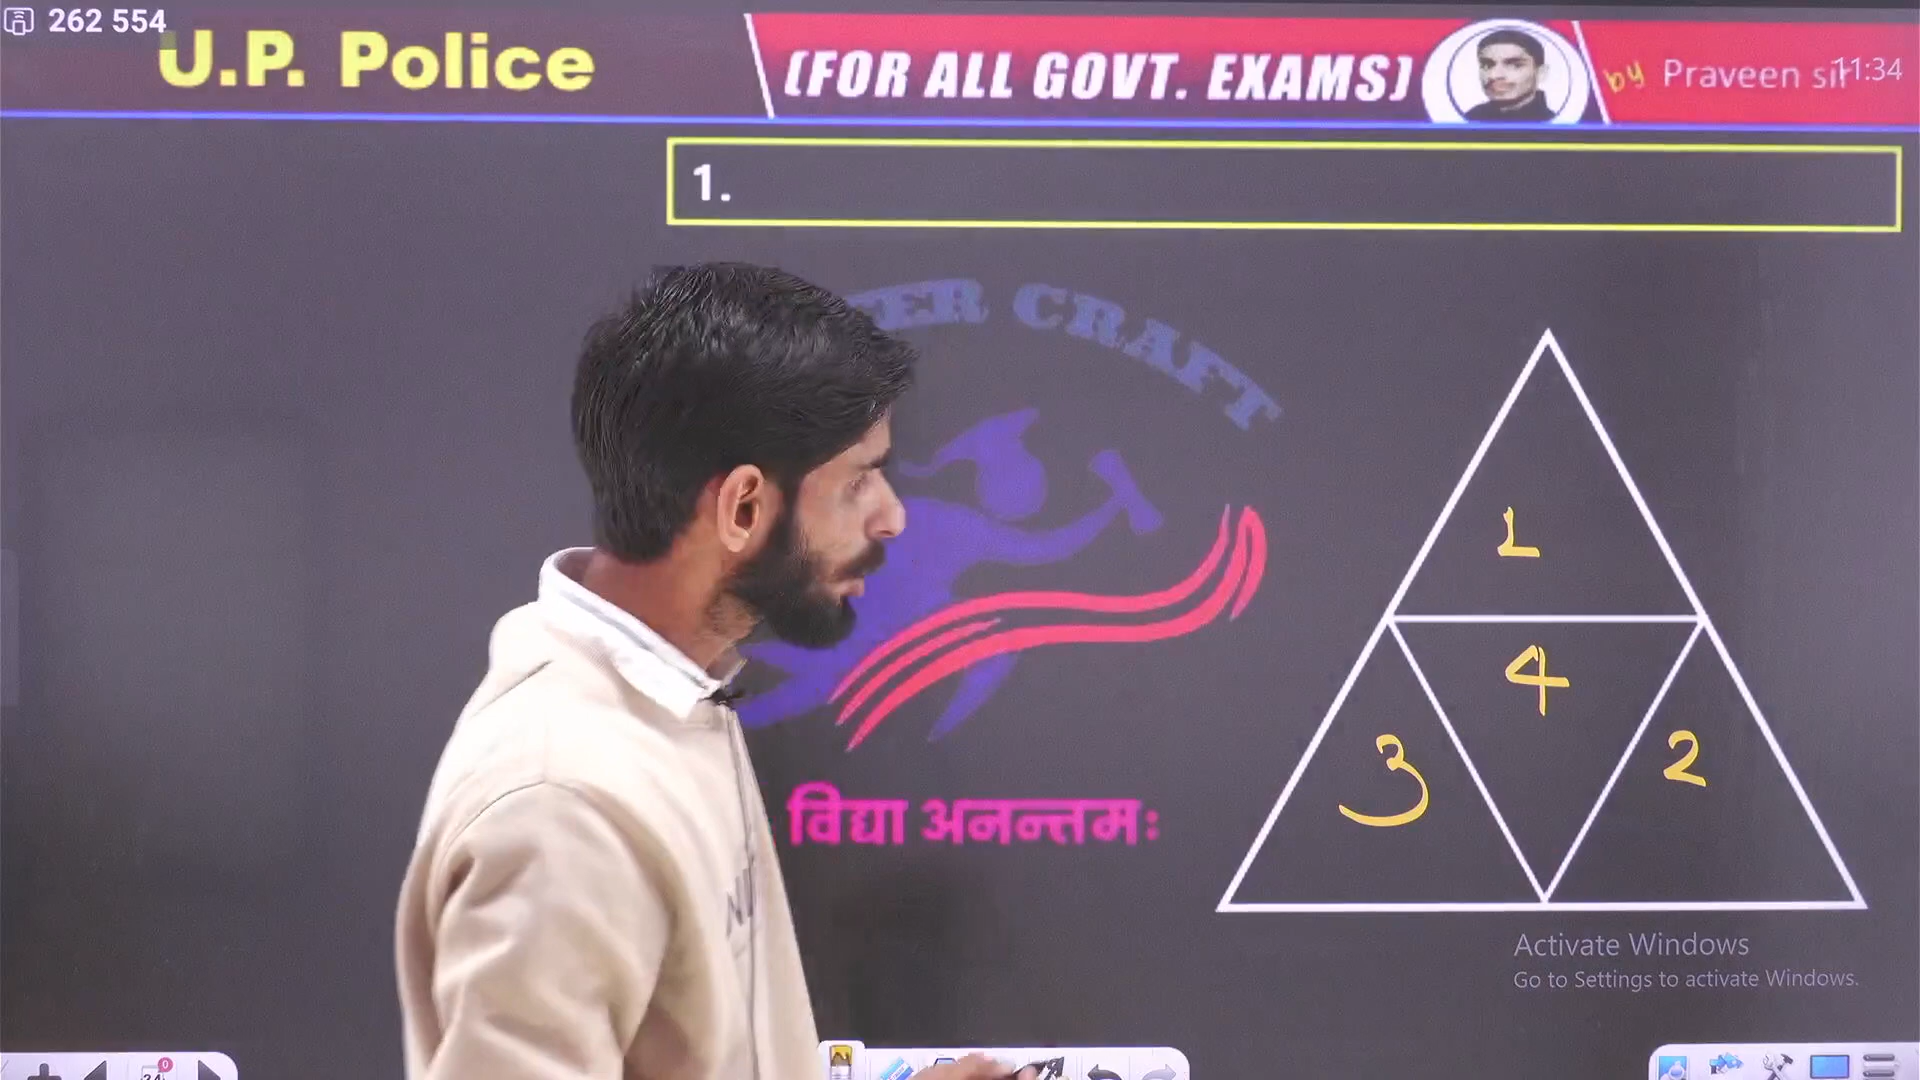 262 554
U.P. Police
(FOR ALL GOVT. EXAMS)
by Praveen sir
11:34
1.
ER CRAFT
1
4
3
2
विद्या अनन्तमः
Activate Windows
Go to Settings to activate Windows.